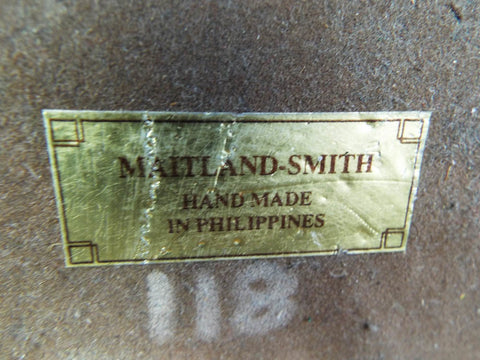 MAITLAND-SMITH
HAND MADE
IN PHILIPPINES
118